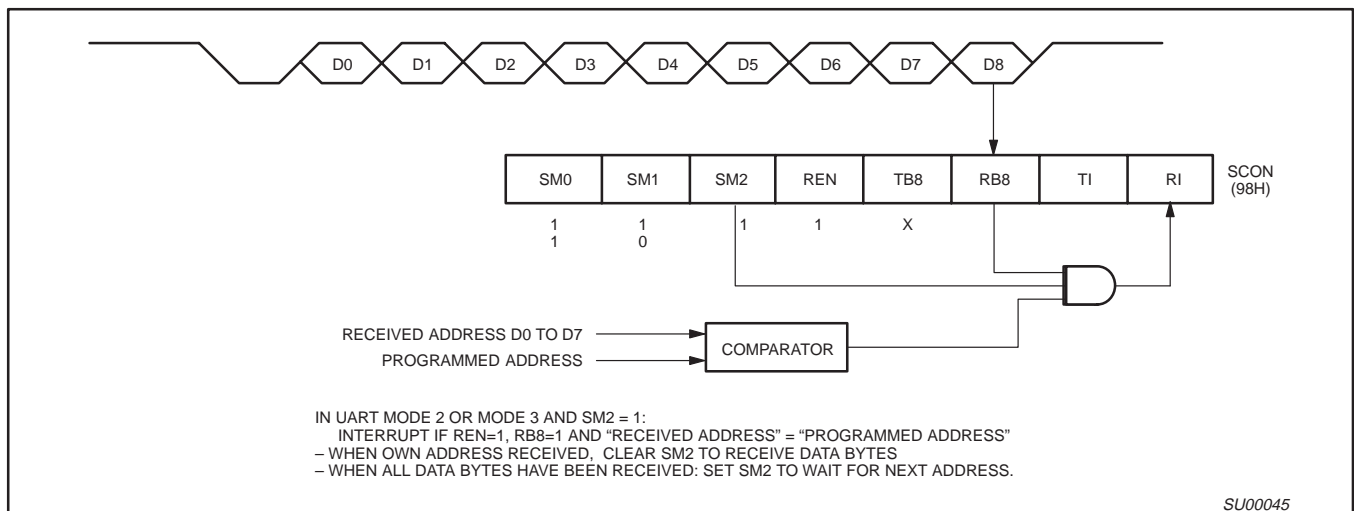 D0 D1 D2 D3 D4 D5 D6 D7 D8
SM0 SM1 SM2 REN TB8 RB8 TI RI
SCON
(98H)
1 1 1 1 X
1 0
RECEIVED ADDRESS D0 TO D7
PROGRAMMED ADDRESS
COMPARATOR
IN UART MODE 2 OR MODE 3 AND SM2 = 1:
INTERRUPT IF REN=1, RB8=1 AND “RECEIVED ADDRESS” = “PROGRAMMED ADDRESS”
– WHEN OWN ADDRESS RECEIVED, CLEAR SM2 TO RECEIVE DATA BYTES
– WHEN ALL DATA BYTES HAVE BEEN RECEIVED: SET SM2 TO WAIT FOR NEXT ADDRESS.
SU00045